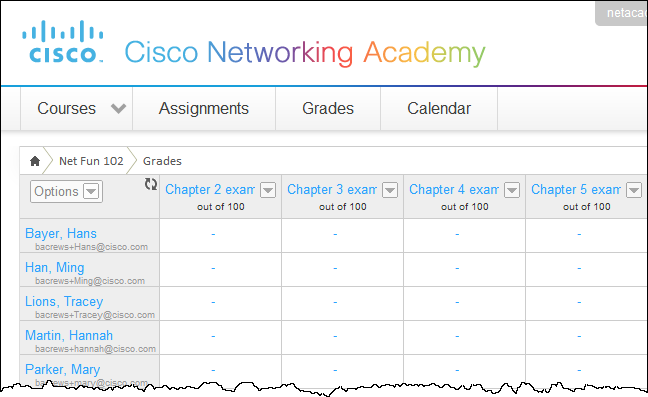 netaca
CISCO
Cisco Networking Academy
Courses Assignments Grades Calendar
Net Fun 102 Grades
Options Chapter 2 exam Chapter 3 exam Chapter 4 exam Chapter 5 exam
out of 100 out of 100 out of 100 out of 100
Bayer, Hans - - - -
bacrews+Hans@cisco.com
Han, Ming - - - -
bacrews+Ming@cisco.com
Lions, Tracey - - - -
bacrews+Tracey@cisco.com
Martin, Hannah - - - -
bacrews+hannah@cisco.com
Parker, Mary - - - -
bacrews+mary@cisco.com